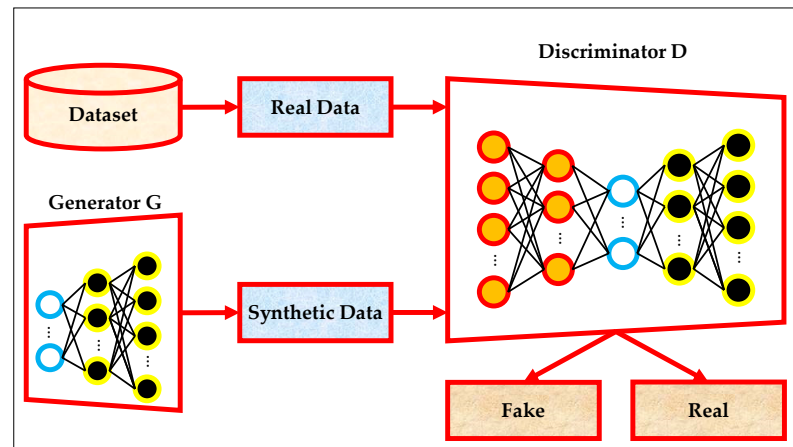 Discriminator D
Dataset
Real Data
Generator G
Synthetic Data
Fake
Real